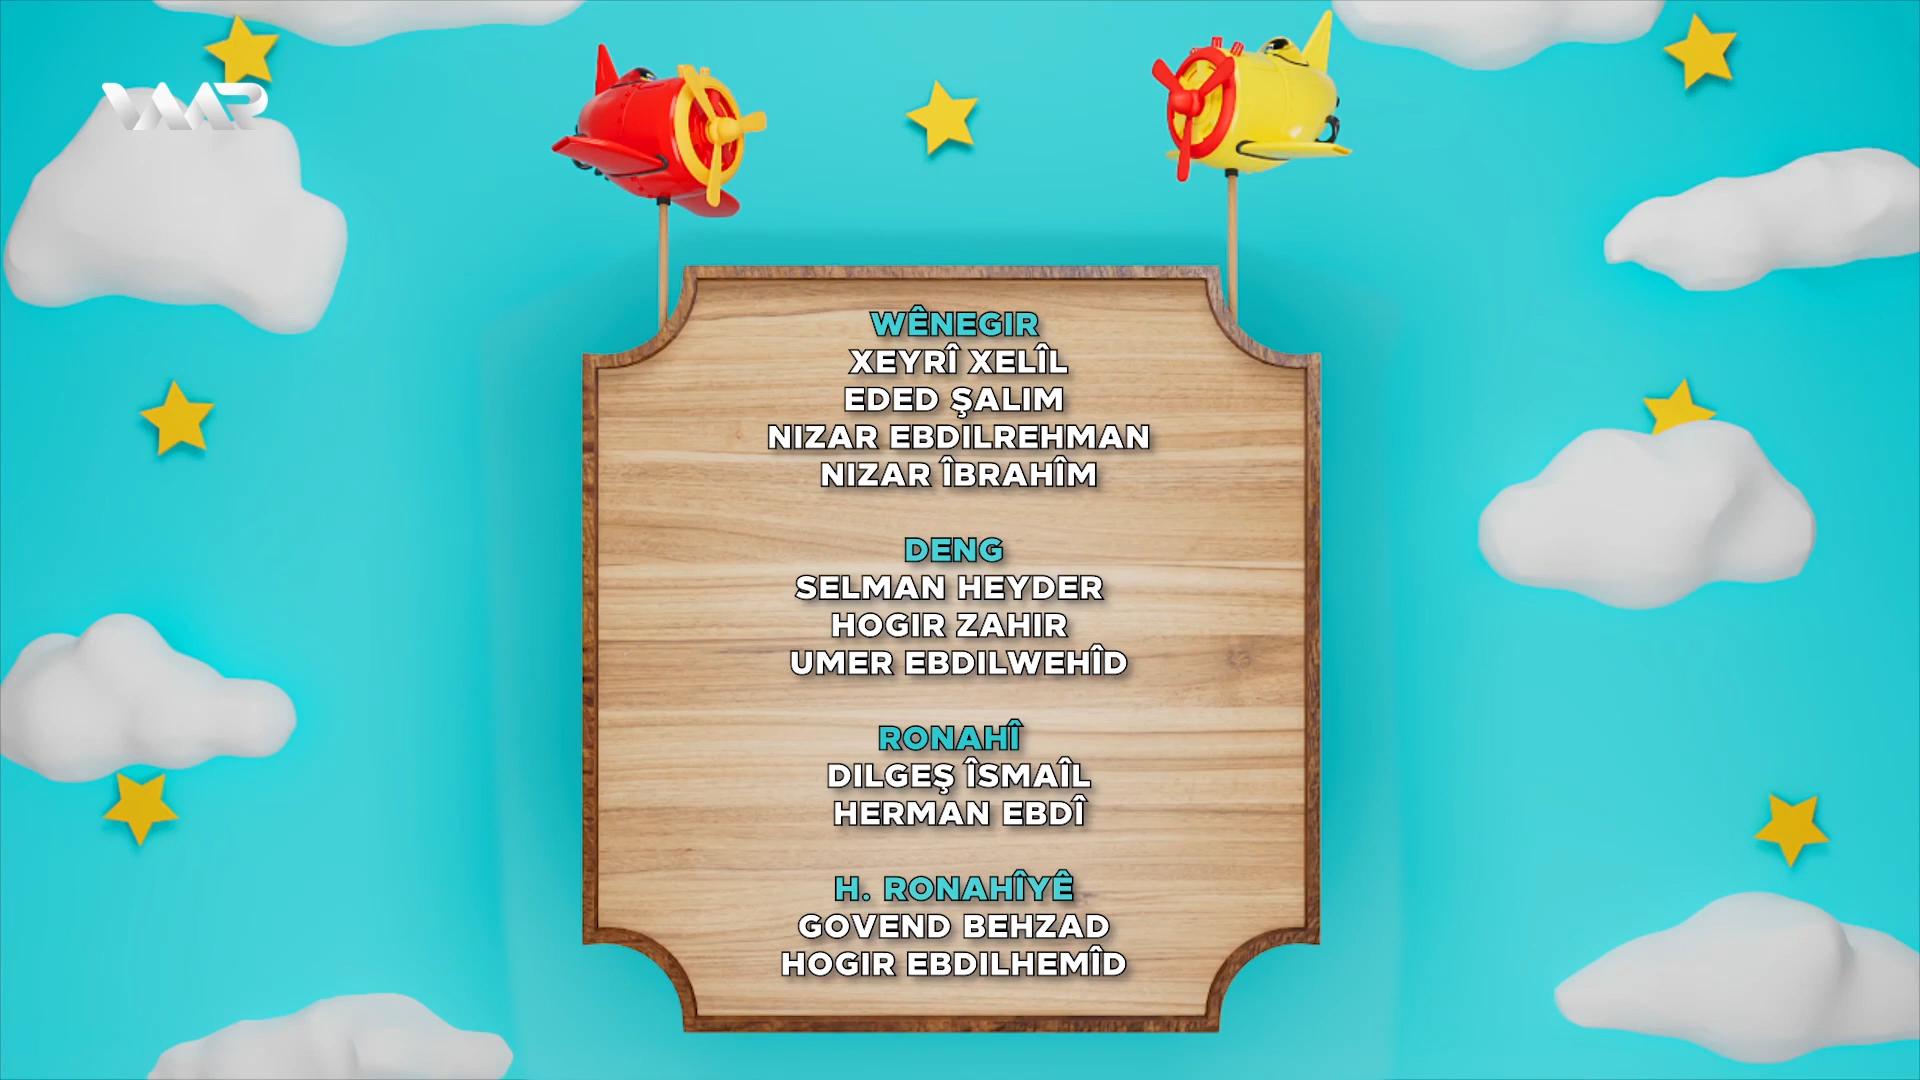 WAAR
WÊNEGIR
XEYRÎ XELÎL
EDED ŞALIM
NIZAR EBDILREHMAN
NIZAR ÎBRAHÎM
DENG
SELMAN HEYDER
HOGIR ZAHIR
UMER EBDILWEHÎD
RONAHÎ
DILGEŞ ÎSMAÎL
HERMAN EBDÎ
H. RONAHÎYÊ
GOVEND BEHZAD
HOGIR EBDILHEMÎD